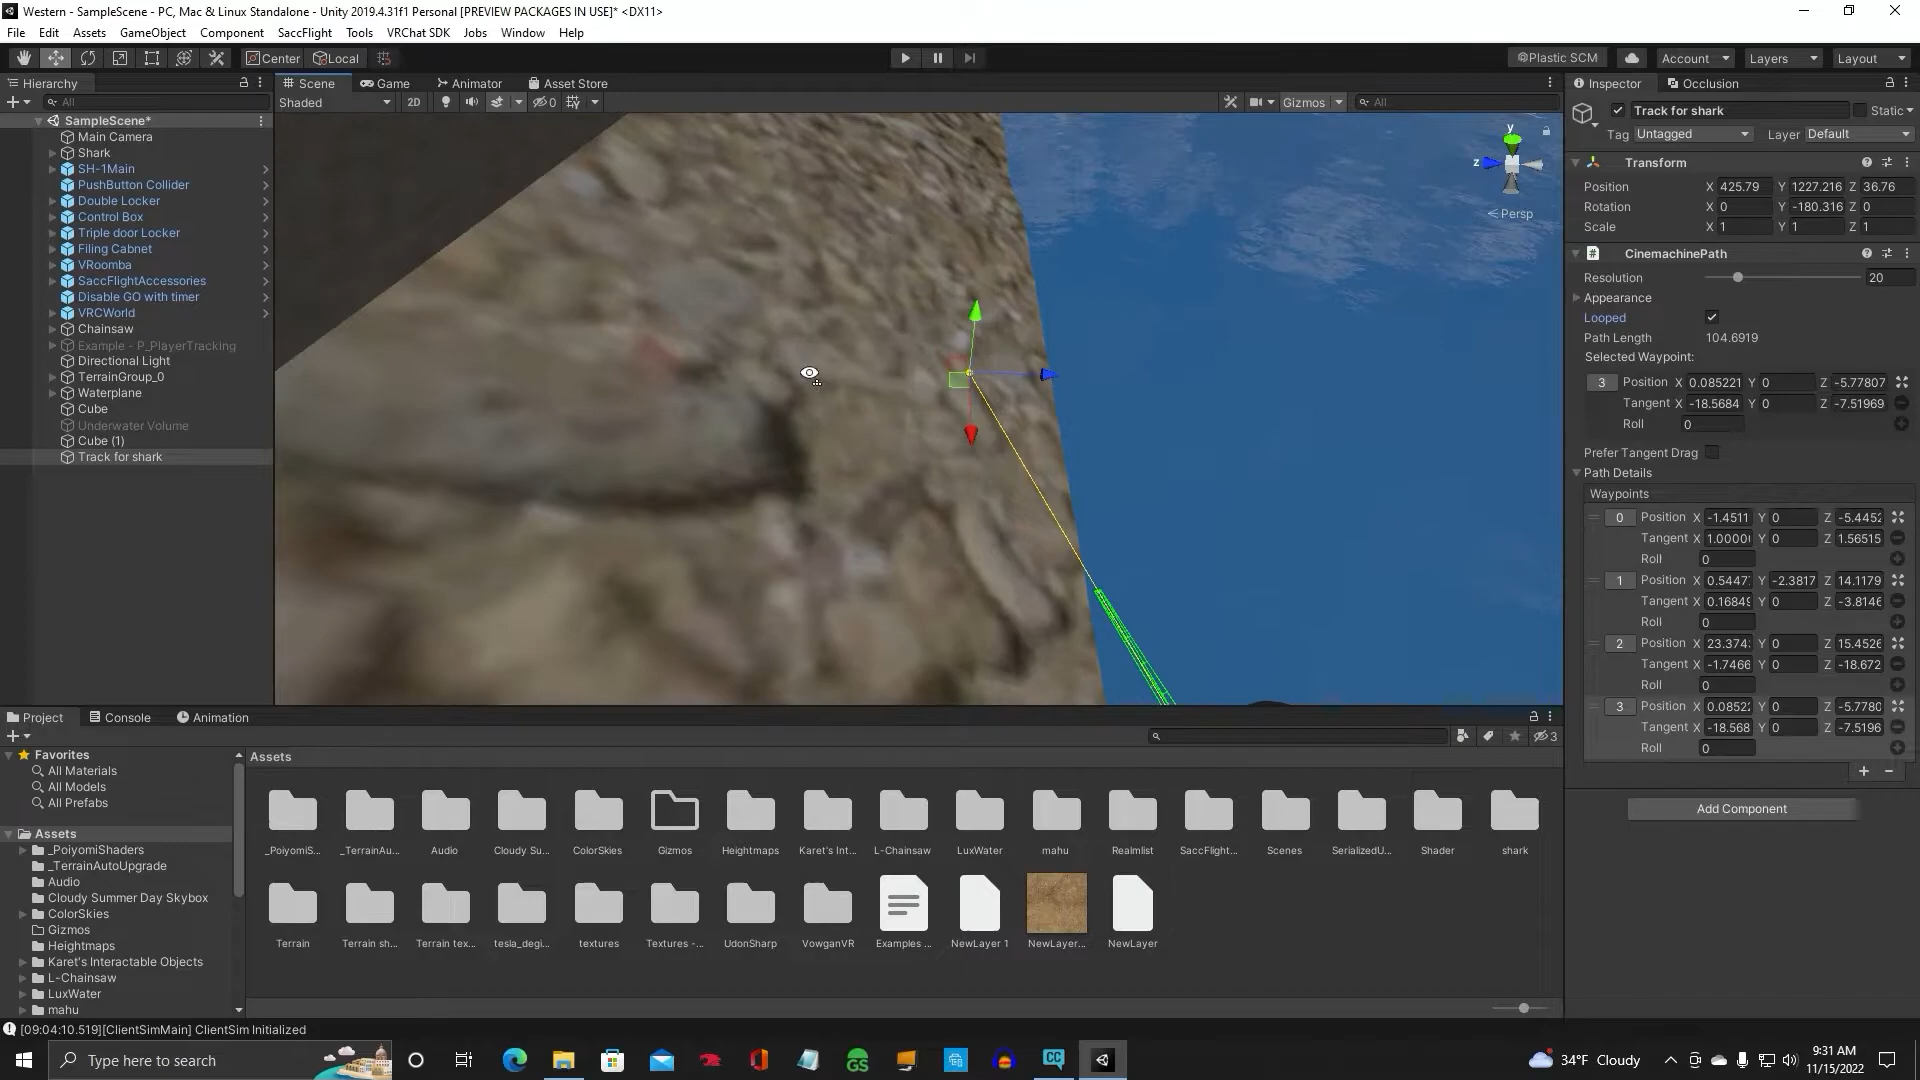 Western - SampleScene - PC, Mac & Linux Standalone - Unity 2019.4.31f1 Personal [PREVIEW PACKAGES IN USE]* <DX11>
File Edit Assets GameObject Component SaccFlight Tools VRChat SDK Jobs Window Help
Center Local Plastic SCM Account Layers Layout
Hierarchy Scene Game Animator Asset Store Inspector Occlusion
All Shaded 2D 0 Gizmos All
Track for shark Static
Tag Untagged Layer Default
SampleScene*
Main Camera
Shark
SH-1Main
PushButton Collider
Double Locker
Control Box
Triple door Locker
Filing Cabnet
VRoomba
SaccFlightAccessories
Disable GO with timer
VRCWorld
Chainsaw
Example - P_PlayerTracking
Directional Light
TerrainGroup_0
Waterplane
Cube
Underwater Volume
Cube (1)
Track for shark
y
z
Persp
Transform
Position X 425.79 Y 1227.216 Z 36.76
Rotation X 0 Y -180.316 Z 0
Scale X 1 Y 1 Z 1
CinemachinePath
Resolution 20
Appearance
Looped
Path Length 104.6919
Selected Waypoint:
3 Position X 0.085221 Y 0 Z -5.77807
Tangent X -18.5684 Y 0 Z -7.51969
Roll 0
Prefer Tangent Drag
Path Details
Waypoints
0 Position X -1.4511 Y 0 Z -5.4452
Tangent X 1.0000 Y 0 Z 1.56515
Roll 0
1 Position X 0.5447 Y -2.3817 Z 14.1179
Tangent X 0.1684 Y 0 Z -3.8146
Roll 0
2 Position X 23.374 Y 0 Z 15.4526
Tangent X -1.7466 Y 0 Z -18.672
Roll 0
3 Position X 0.0852 Y 0 Z -5.7780
Tangent X -18.568 Y 0 Z -7.5196
Roll 0
Add Component
Project Console Animation
3
Favorites
All Materials
All Models
All Prefabs
Assets
_PoiyomiShaders
_TerrainAutoUpgrade
Audio
Cloudy Summer Day Skybox
ColorSkies
Gizmos
Heightmaps
Karet's Interactable Objects
L-Chainsaw
LuxWater
mahu
Assets
_PoiyomiS... _TerrainAu... Audio Cloudy Su... ColorSkies Gizmos Heightmaps Karet's Int... L-Chainsaw LuxWater mahu Realmlist SaccFlight... Scenes SerializedU... Shader shark
Terrain Terrain sh... Terrain tex... tesla_degi... textures Textures -... UdonSharp VowganVR Examples ... NewLayer 1 NewLayer... NewLayer
[09:04:10.519][ClientSimMain] ClientSim Initialized
Type here to search
GS
CC
34°F Cloudy
9:31 AM
11/15/2022